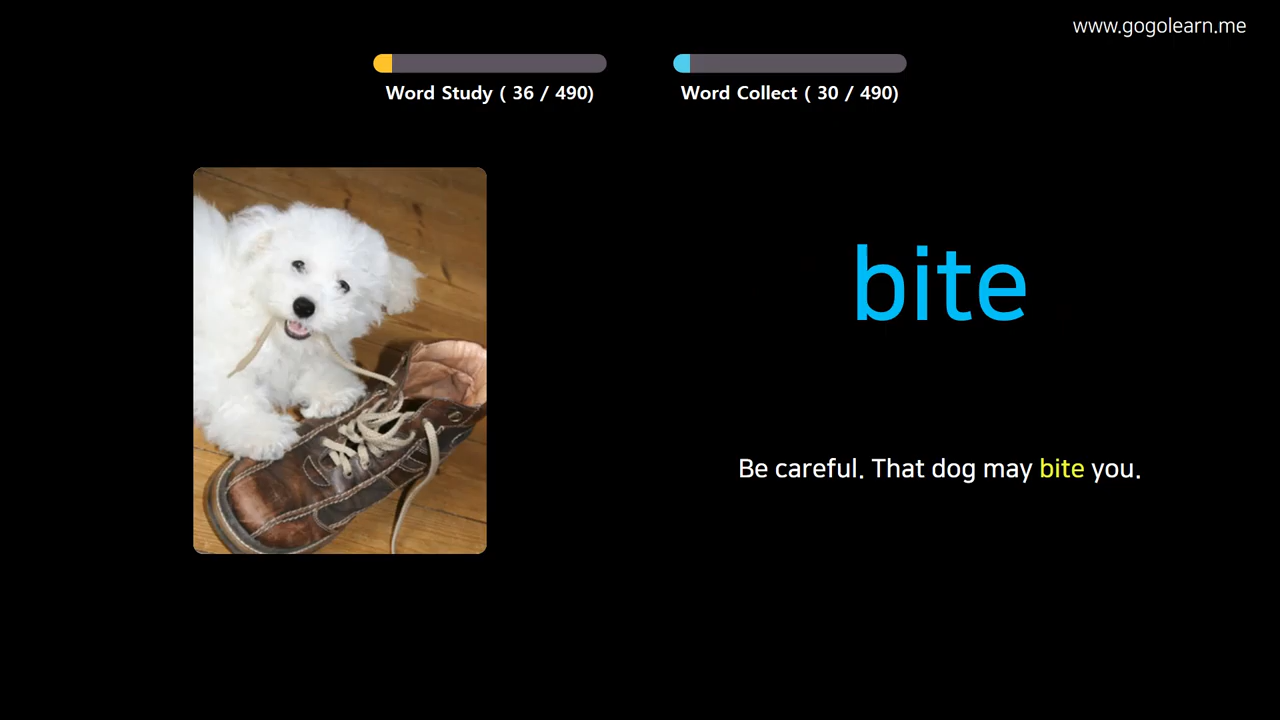 www.gogolearn.me
Word Study ( 36 / 490)
Word Collect ( 30 / 490)
bite
Be careful. That dog may bite you.